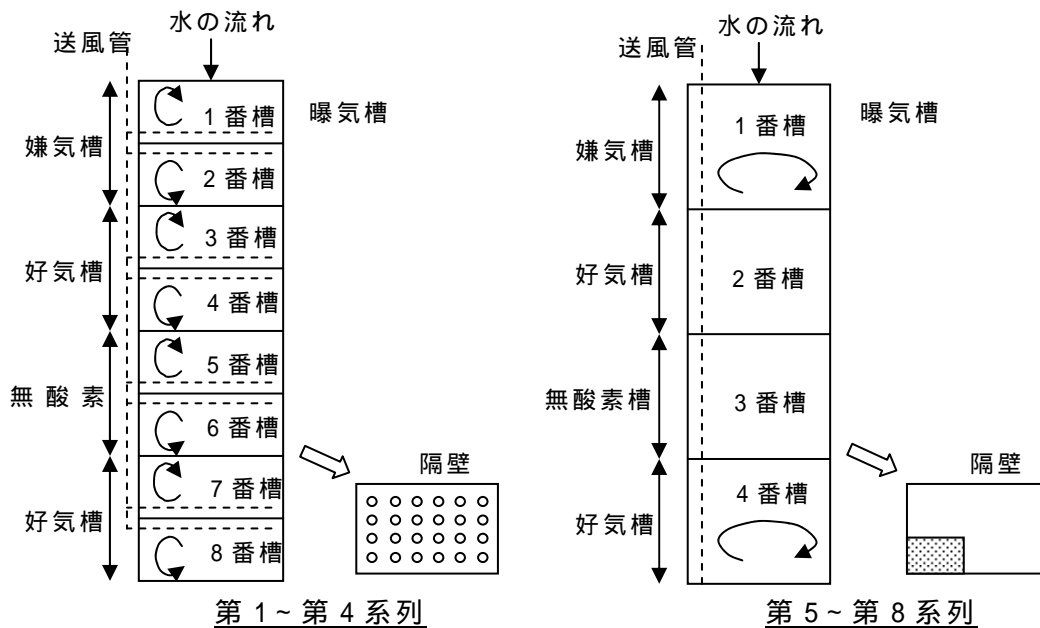 水の流れ
送風管
曝気槽
1 番槽
2 番槽
3 番槽
4 番槽
5 番槽
6 番槽
7 番槽
8 番槽
嫌気槽
好気槽
無 酸 素
好気槽
隔壁
第 1 ~ 第 4 系列
水の流れ
送風管
曝気槽
1 番槽
2 番槽
3 番槽
4 番槽
嫌気槽
好気槽
無酸素槽
好気槽
隔壁
第 5 ~ 第 8 系列